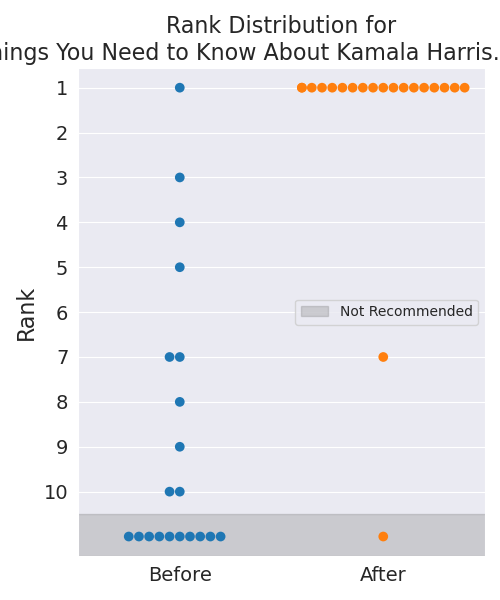 Rank Distribution for
ings You Need to Know About Kamala Harris.
1
2
3
4
5
6
7
8
9
10
Rank
Not Recommended
Before
After